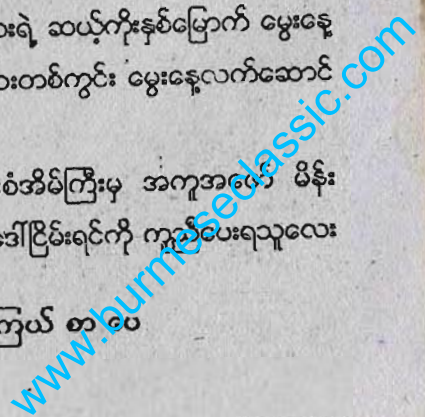 းရဲ့ ဆယ့်ကိုးနှစ်မြောက် မွေးနေ့
းတစ်ကွင်း မွေးနေ့လက်ဆောင်
စံအိမ်ကြီးမှ အကူအဖော် မိန်း
ဒေါ်ငြိမ်းရင်ကို ကူညီပေးရသူလေး
ကြယ် စာ ပေ
www.burmeseclassic.com